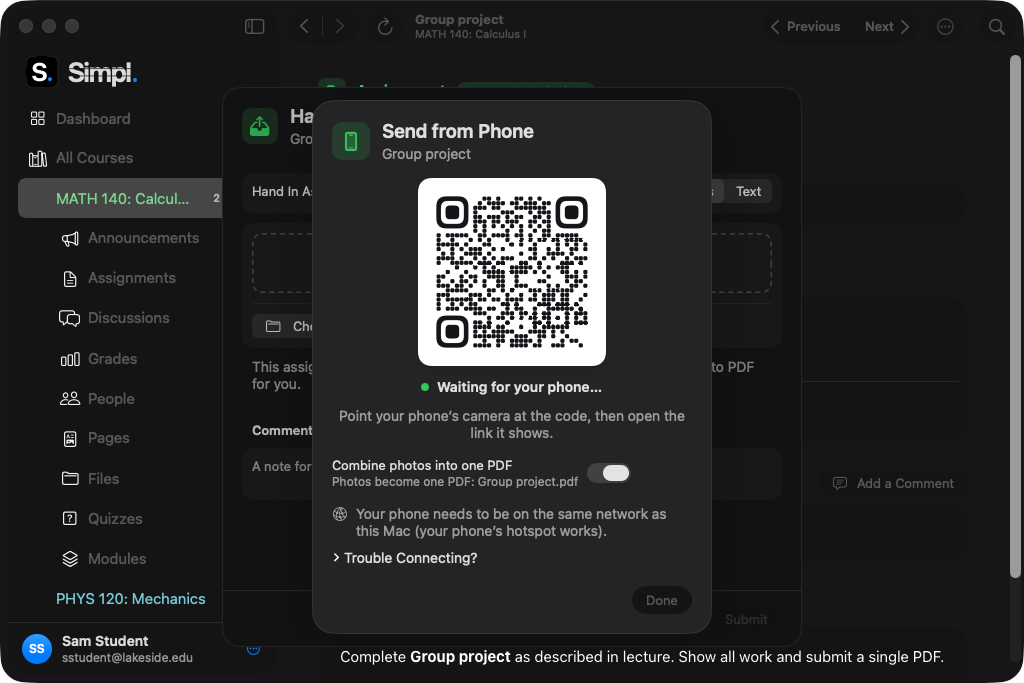 Group project
MATH 140: Calculus I
Previous
Next
S. Simpl.
Dashboard
All Courses
MATH 140: Calcul... 2
Announcements
Assignments
Discussions
Grades
People
Pages
Files
Quizzes
Modules
PHYS 120: Mechanics
SS
Sam Student
sstudent@lakeside.edu
Send from Phone
Group project
Hand In
Text
Waiting for your phone...
Point your phone's camera at the code, then open the
link it shows.
Combine photos into one PDF
Photos become one PDF: Group project.pdf
Your phone needs to be on the same network as
this Mac (your phone's hotspot works).
Trouble Connecting?
Done
This
to PDF
for you.
Comment
A note for
Submit
Add a Comment
Complete Group project as described in lecture. Show all work and submit a single PDF.